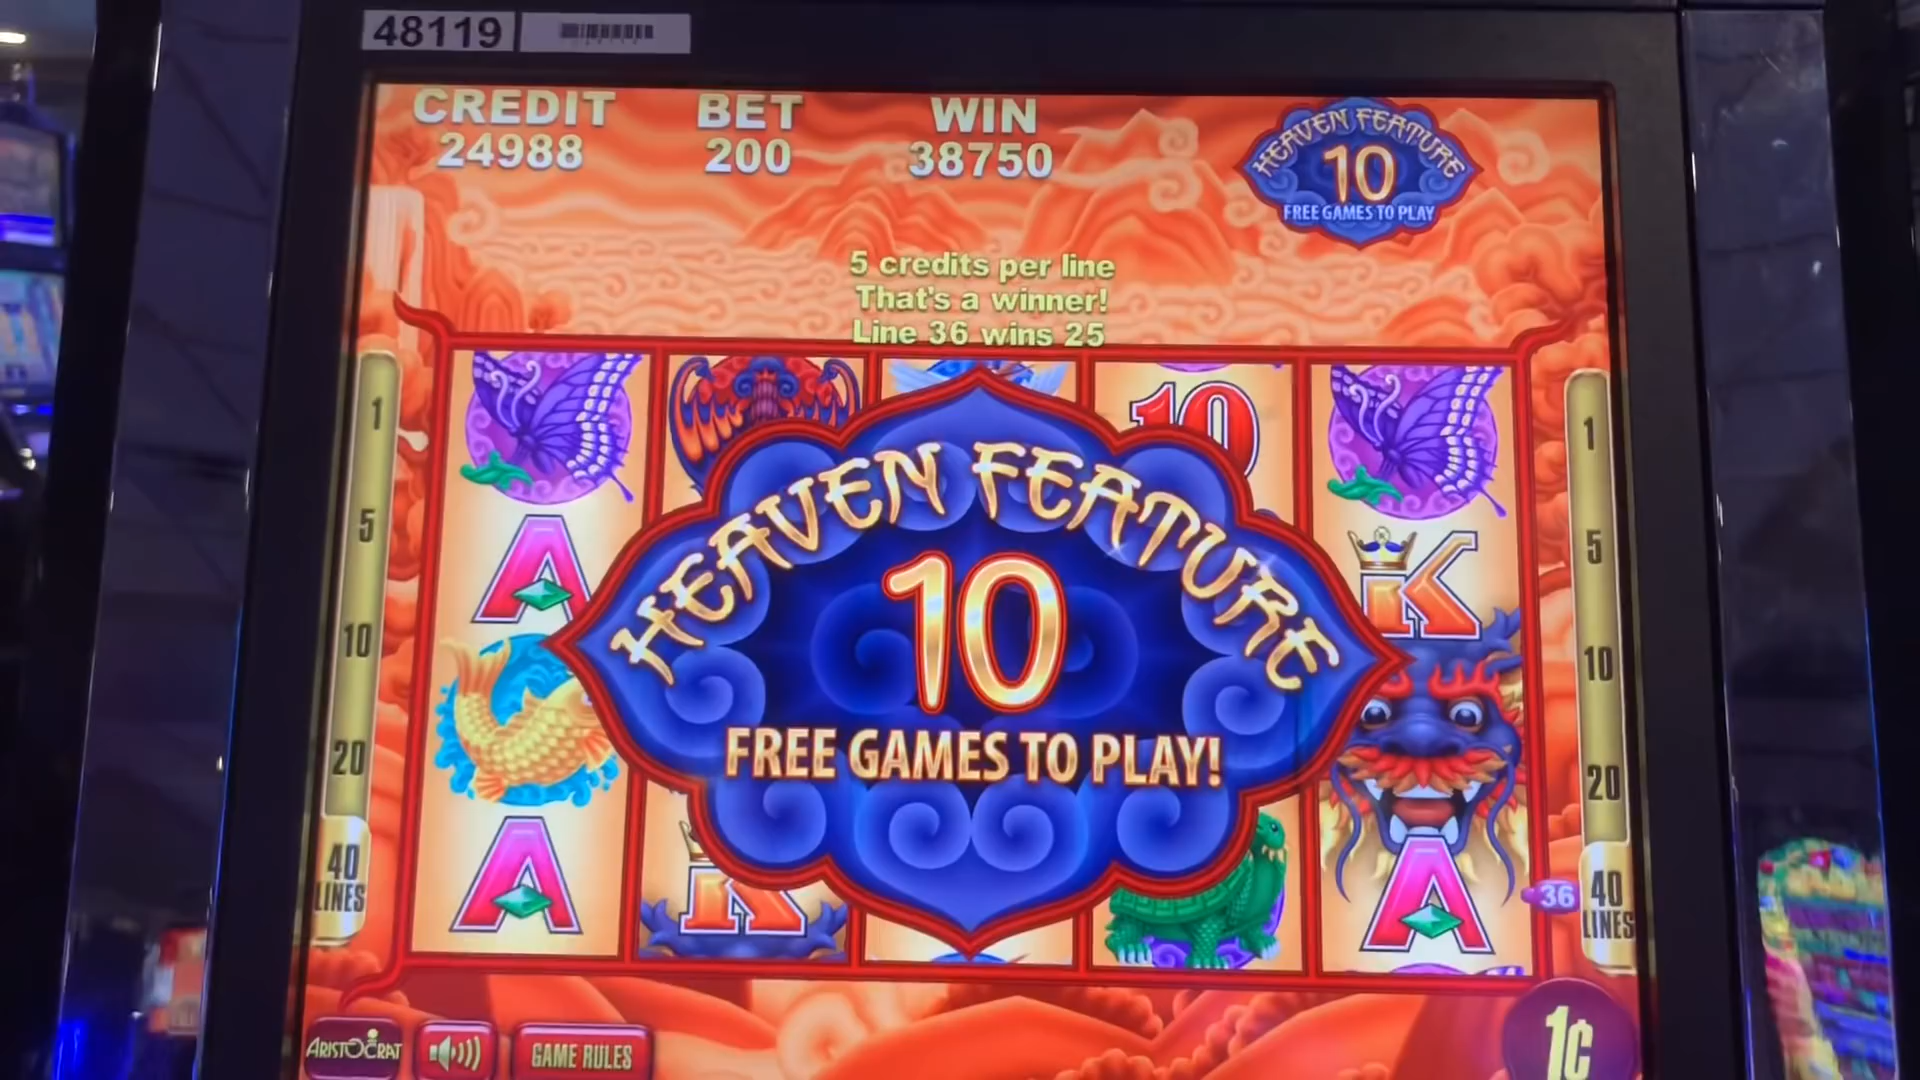 48119
CREDIT
24988
BET
200
WIN
38750
HEAVEN FEATURE
10
FREE GAMES TO PLAY
5 credits per line
That's a winner!
Line 36 wins 25
1
5
10
20
40
LINES
10
A
A
K
K
A
HEAVEN FEATURE
10
FREE GAMES TO PLAY!
1
5
10
20
36
40
LINES
ARISTOCRAT
GAME RULES
1¢